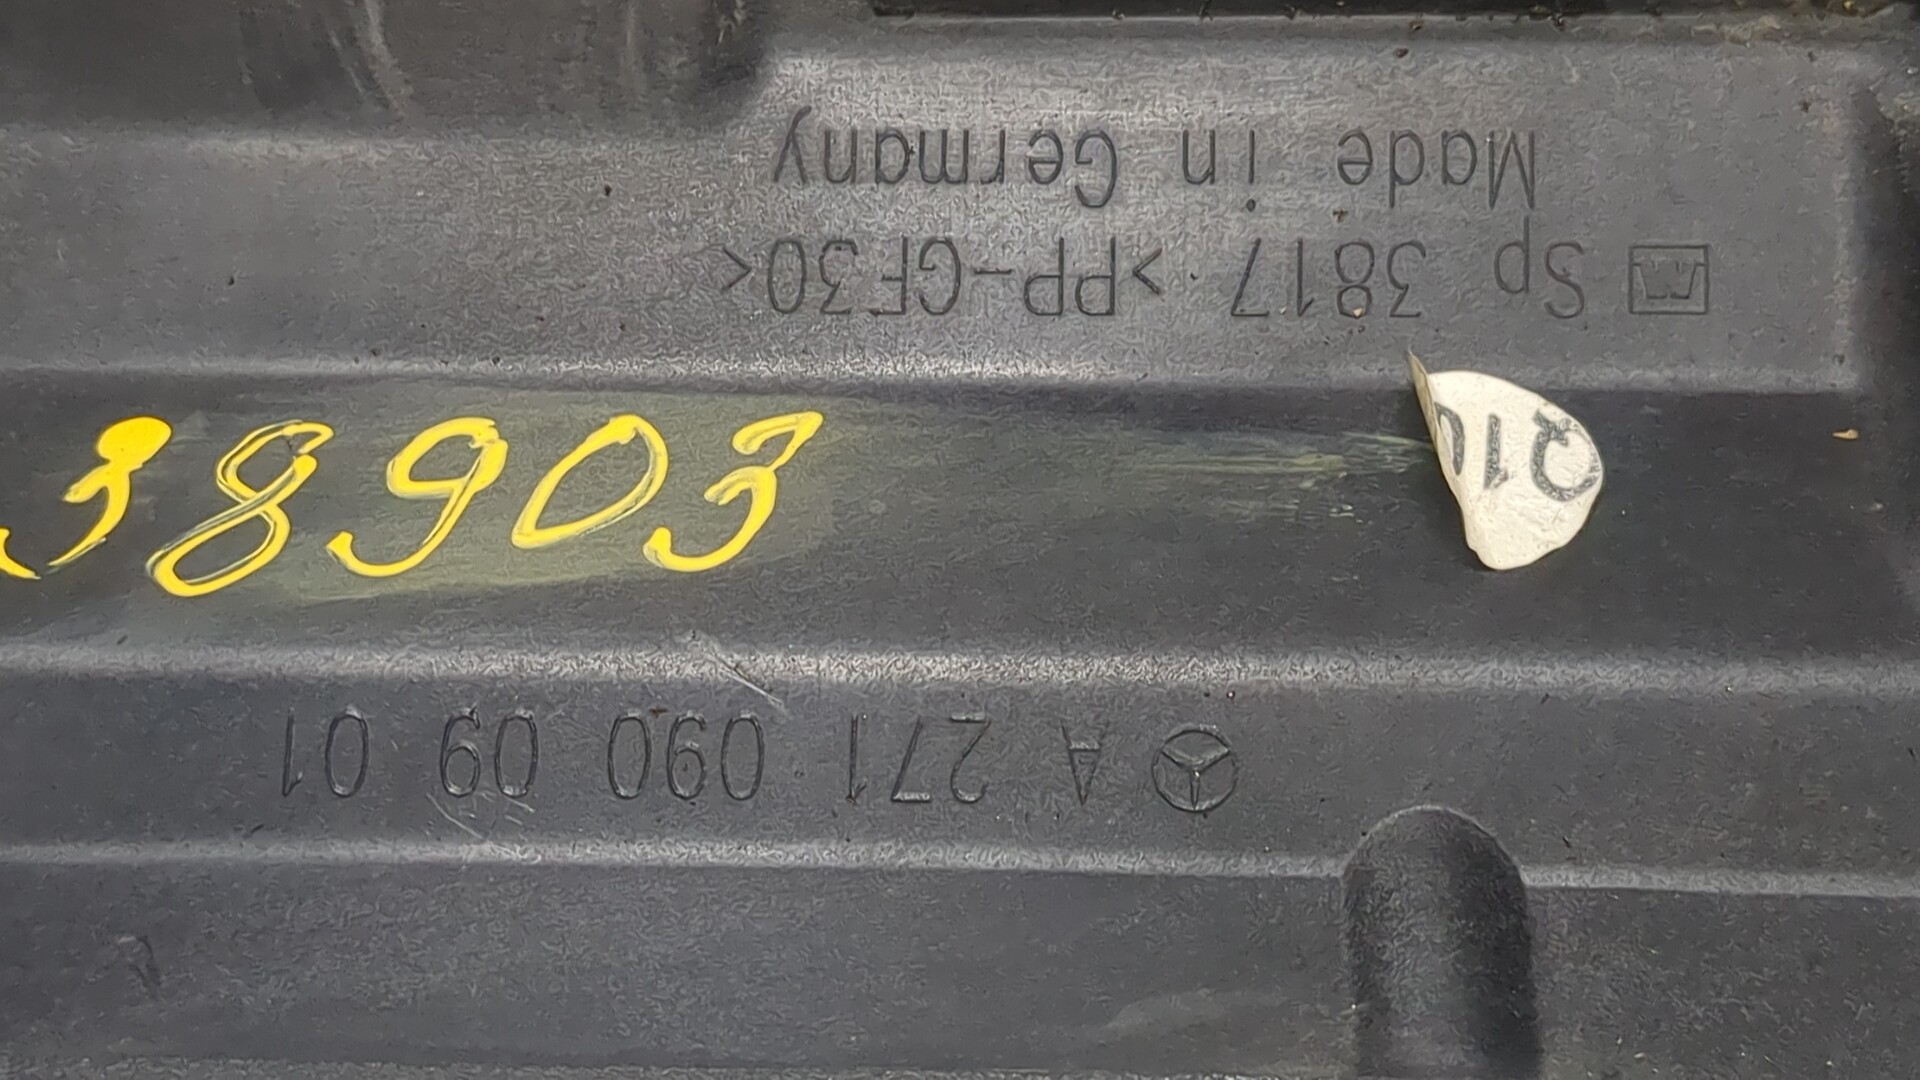 Made in Germany
Sp 3817 >PP-GF30<
38903
A 271 090 09 01